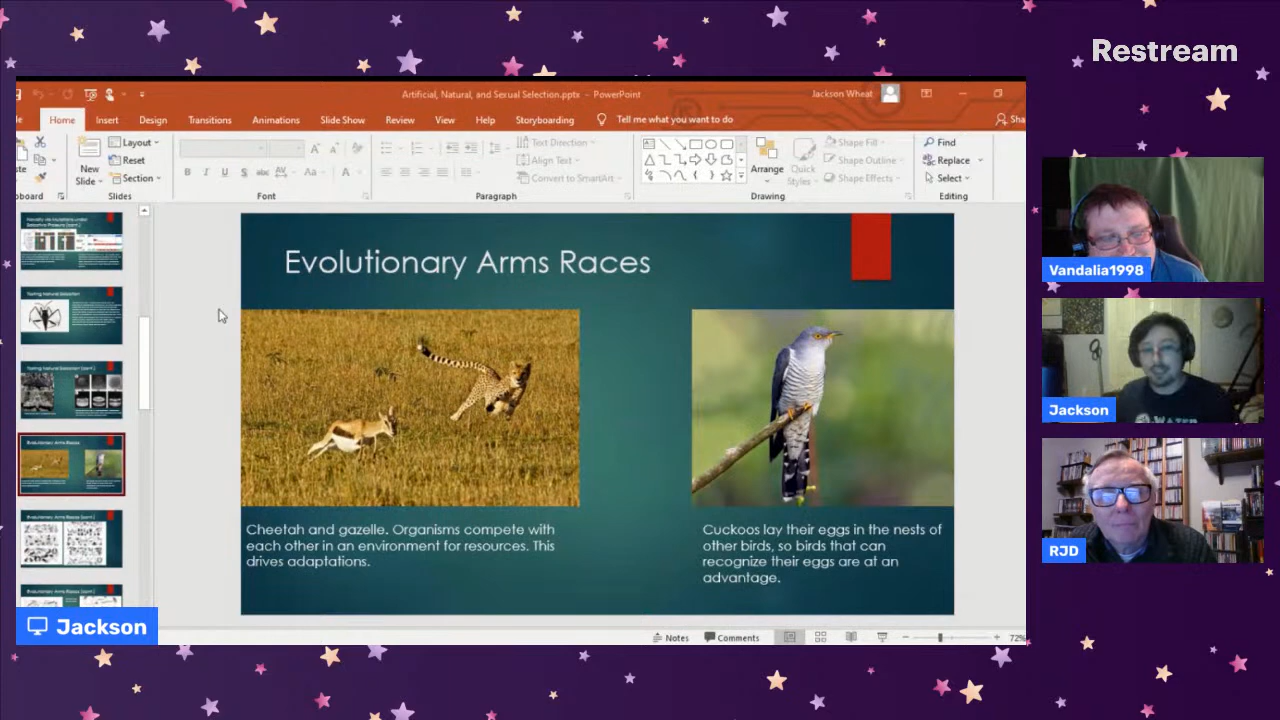 Restream
Artificial, Natural, and Sexual Selection.pptx - PowerPoint
Jackson Wheat
Home
Insert
Design
Transitions
Animations
Slide Show
Review
View
Help
Storyboarding
Tell me what you want to do
Sha
New
Slide
Layout
Reset
Section
Text Direction
Align Text
Convert to SmartArt
Arrange
Quick
Styles
Shape Fill
Shape Outline
Shape Effects
Find
Replace
Select
Slides
Font
Paragraph
Drawing
Editing
Evolutionary Arms Races
Cheetah and gazelle. Organisms compete with
each other in an environment for resources. This
drives adaptations.
Cuckoos lay their eggs in the nests of
other birds, so birds that can
recognize their eggs are at an
advantage.
Vandalia1998
Jackson
RJD
Jackson
Notes
Comments
72%